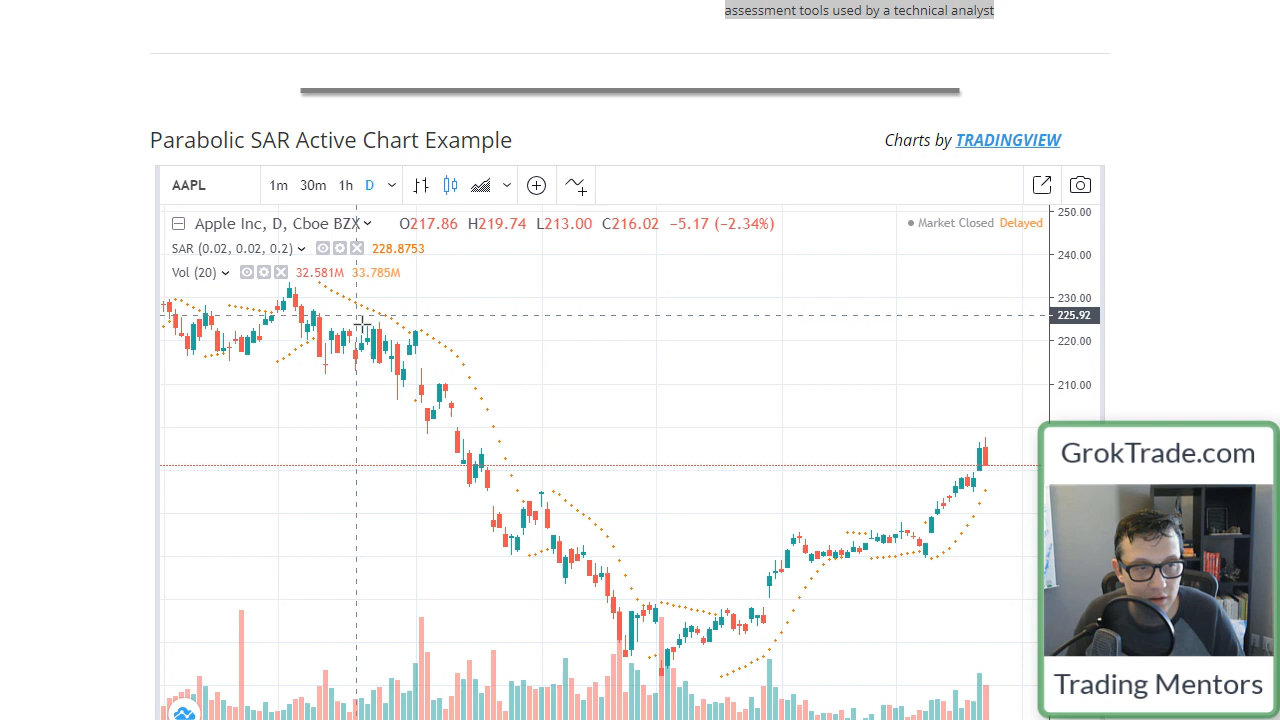 assessment tools used by a technical analyst
Parabolic SAR Active Chart Example
Charts by TRADINGVIEW
AAPL 1m 30m 1h D
Apple Inc, D, Cboe BZX O217.86 H219.74 L213.00 C216.02 −5.17 (−2.34%)
Market Closed Delayed
SAR (0.02, 0.02, 0.2) 228.8753
Vol (20) 32.581M 33.785M
250.00
240.00
230.00
225.92
220.00
210.00
GrokTrade.com
Trading Mentors